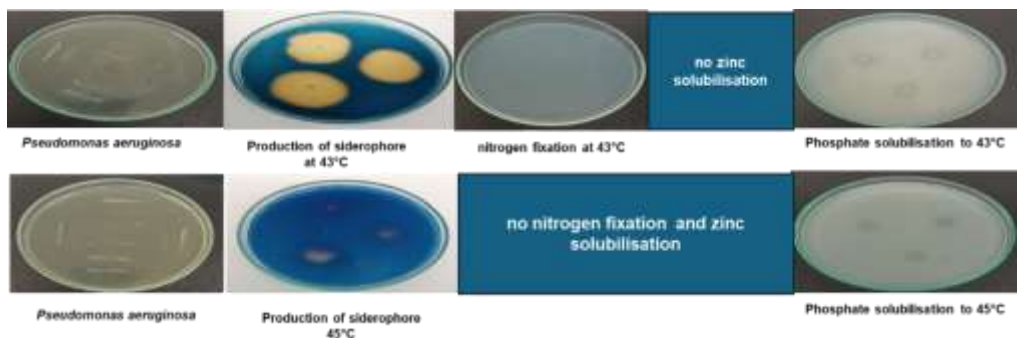 no zinc
solubilisation
Pseudomonas aeruginosa
Production of siderophore
at 43°C
nitrogen fixation at 43°C
Phosphate solubilisation to 43°C
no nitrogen fixation and zinc
solubilisation
Pseudomonas aeruginosa
Production of siderophore
45°C
Phosphate solubilisation to 45°C